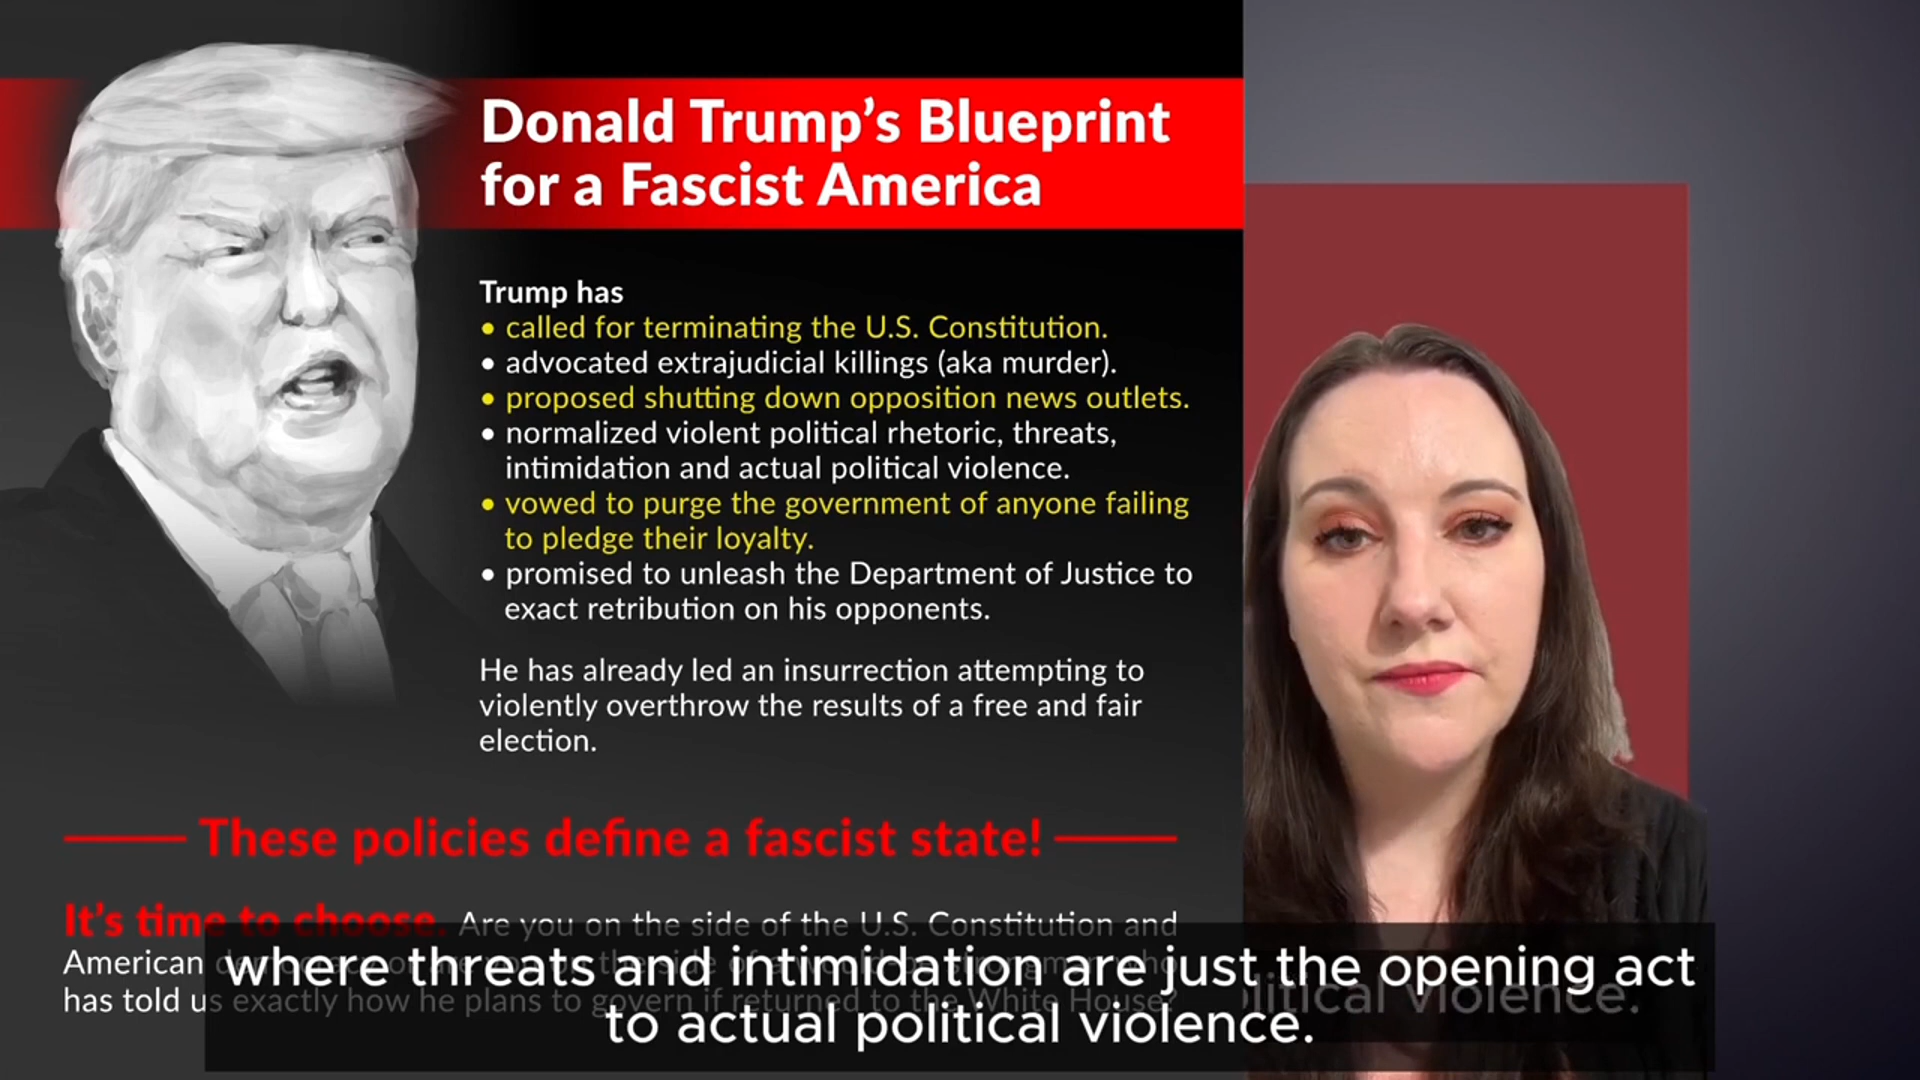 Donald Trump’s Blueprint
for a Fascist America
Trump has
• called for terminating the U.S. Constitution.
• advocated extrajudicial killings (aka murder).
• proposed shutting down opposition news outlets.
• normalized violent political rhetoric, threats,
intimidation and actual political violence.
• vowed to purge the government of anyone failing
to pledge their loyalty.
• promised to unleash the Department of Justice to
exact retribution on his opponents.
He has already led an insurrection attempting to
violently overthrow the results of a free and fair
election.
These policies define a fascist state!
It’s time to choose. Are you on the side of the U.S. Constitution and
American
has told us exactly how he plans to govern if returned to the White House?
where threats and intimidation are just the opening act
to actual political violence.
violence.